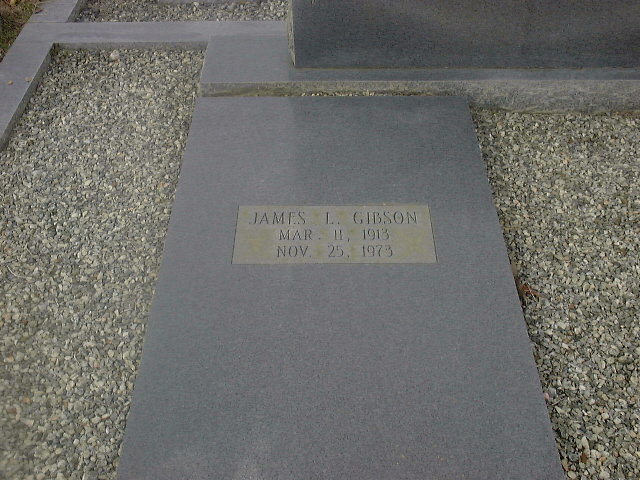 JAMES L. GIBSON
MAR. 11, 1913
NOV. 25, 1973